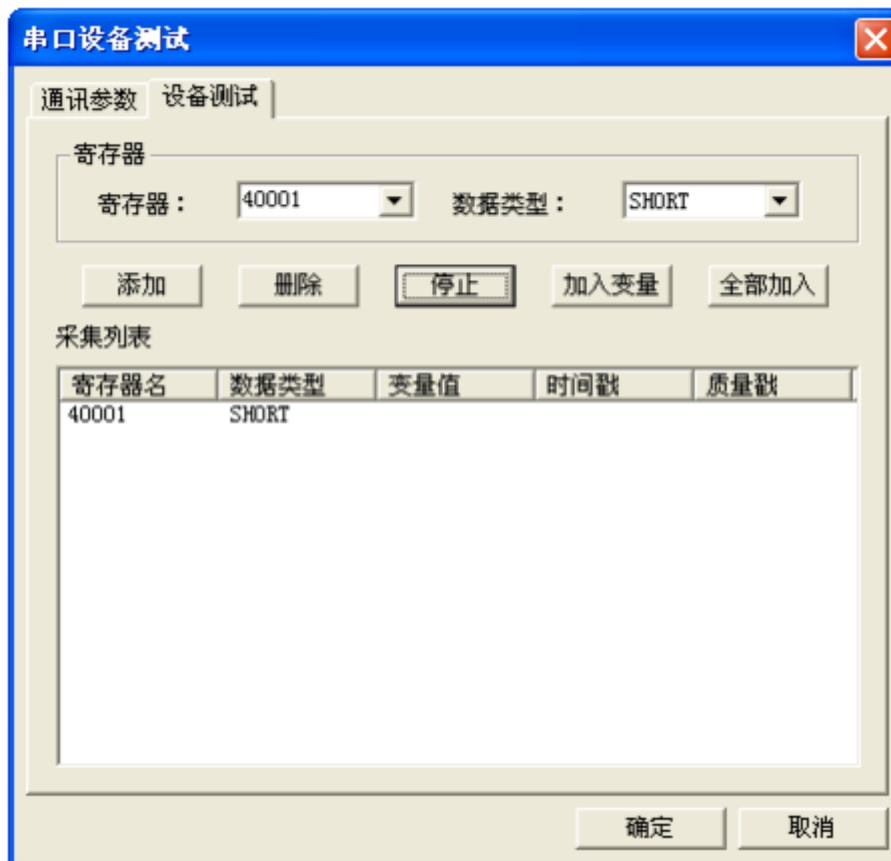 串口设备测试
通讯参数 设备测试
寄存器
寄存器： 40001 数据类型： SHORT
添加 删除 停止 加入变量 全部加入
采集列表
寄存器名 数据类型 变量值 时间戳 质量戳
40001 SHORT
确定 取消